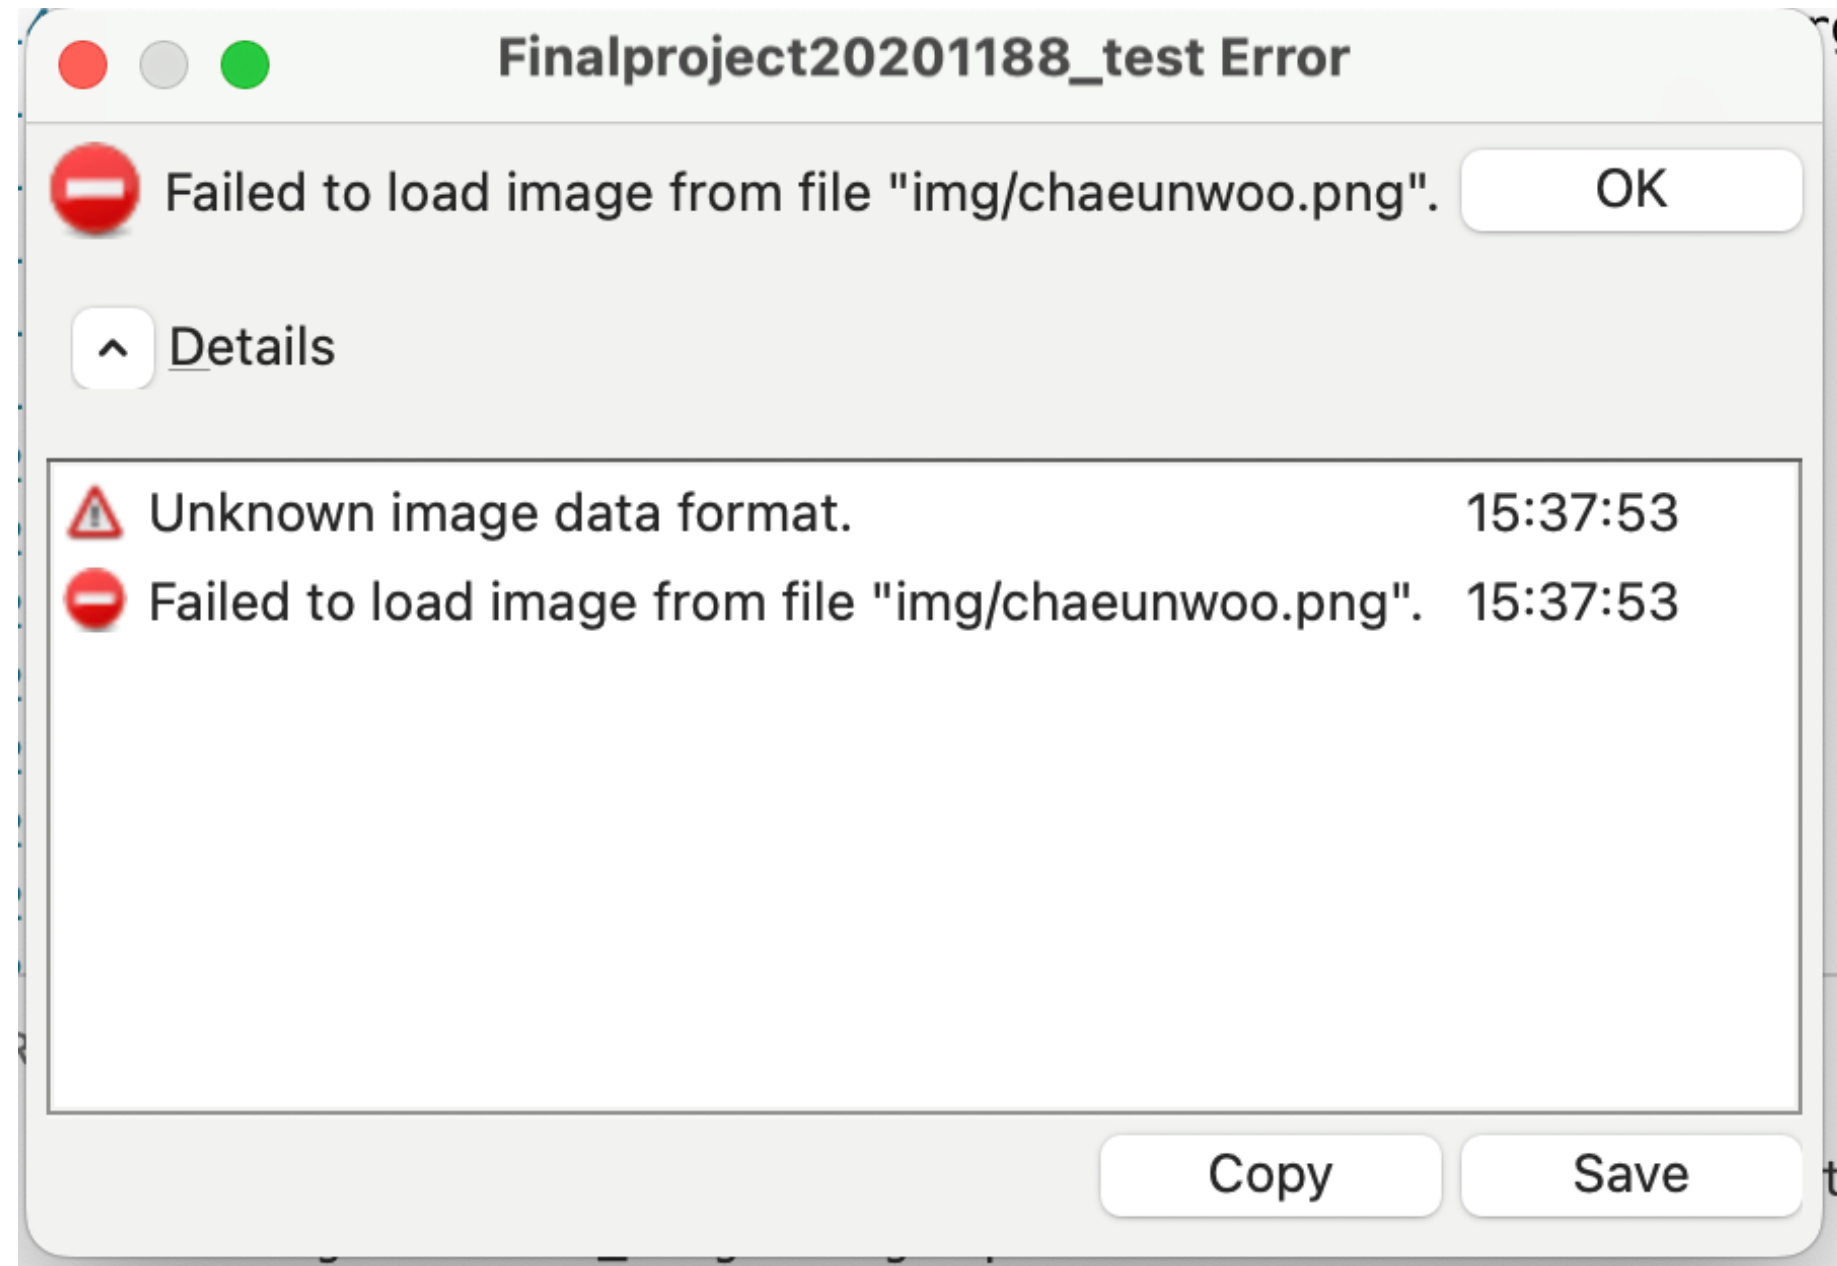 Finalproject20201188_test Error
Failed to load image from file "img/chaeunwoo.png".
OK
Details
Unknown image data format. 15:37:53
Failed to load image from file "img/chaeunwoo.png". 15:37:53
Copy Save